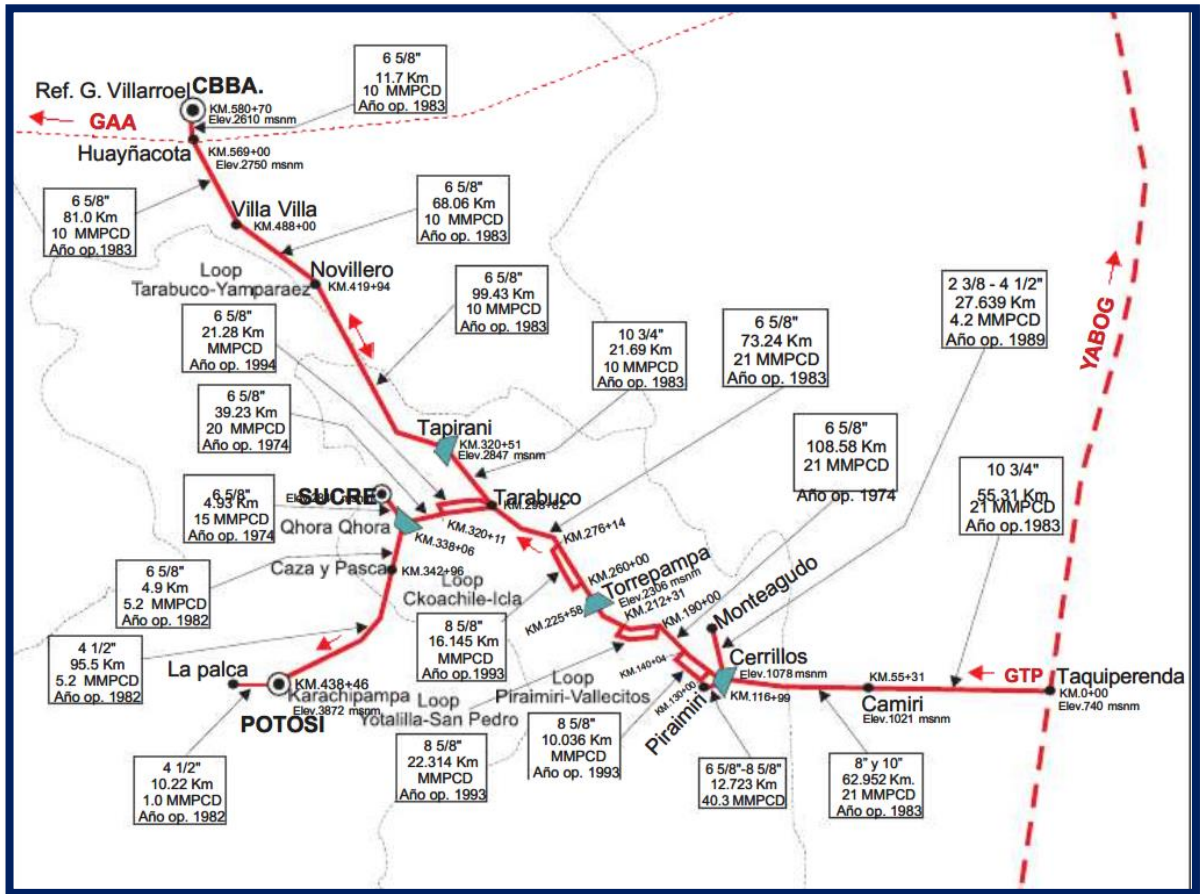 6 5/8"
11.7 Km
10 MMPCD
Año op. 1983
Ref. G. Villarroel
CBBA.
KM.580+70
Elev.2610 msnm
GAA
Huayñacota
KM.569+00
Elev.2750 msnm
6 5/8"
81.0 Km
10 MMPCD
Año op.1983
Villa Villa
KM.488+00
6 5/8"
68.06 Km
10 MMPCD
Año op. 1983
Loop
Tarabuco-Yamparaez
Novillero
KM.419+94
6 5/8"
99.43 Km
10 MMPCD
Año op. 1983
6 5/8"
21.28 Km
MMPCD
Año op. 1994
10 3/4"
21.69 Km
10 MMPCD
Año op. 1983
6 5/8"
73.24 Km
21 MMPCD
Año op. 1983
2 3/8 - 4 1/2"
27.639 Km
4.2 MMPCD
Año op. 1989
YABOG
6 5/8"
39.23 Km
20 MMPCD
Año op. 1974
Tapirani
KM.320+51
Elev.2847 msnm
6 5/8"
108.58 Km
21 MMPCD
Año op. 1974
10 3/4"
55.31 Km
21 MMPCD
Año op. 1983
6 5/8"
4.93 Km
15 MMPCD
Año op. 1974
SUCRE
Tarabuco
Qhora Qhora
KM.320+11
KM.338+06
KM.276+14
KM.260+00
Caza y Pasca
KM.342+96
6 5/8"
4.9 Km
5.2 MMPCD
Año op. 1982
Loop
Ckoachile-Icla
Torrepampa
Elev.2306 msnm
KM.225+58
KM.212+31
KM.190+00
Monteagudo
8 5/8"
16.145 Km
MMPCD
Año op.1993
4 1/2"
95.5 Km
5.2 MMPCD
Año op. 1982
La palca
KM.438+46
Karachipampa
Elev.3872 msnm
POTOSI
Loop
Yotalilla-San Pedro
Loop
Piraimiri-Vallecitos
KM.140+04
KM.130+00
Piraimiri
Cerrillos
Elev.1078 msnm
KM.116+99
KM.55+31
Camiri
Elev.1021 msnm
GTP
Taquiperenda
KM.0+00
Elev.740 msnm
4 1/2"
10.22 Km
1.0 MMPCD
Año op. 1982
8 5/8"
22.314 Km
MMPCD
Año op. 1993
8 5/8"
10.036 Km
MMPCD
Año op. 1993
6 5/8"-8 5/8"
12.723 Km
40.3 MMPCD
8" y 10"
62.952 Km.
21 MMPCD
Año op. 1983